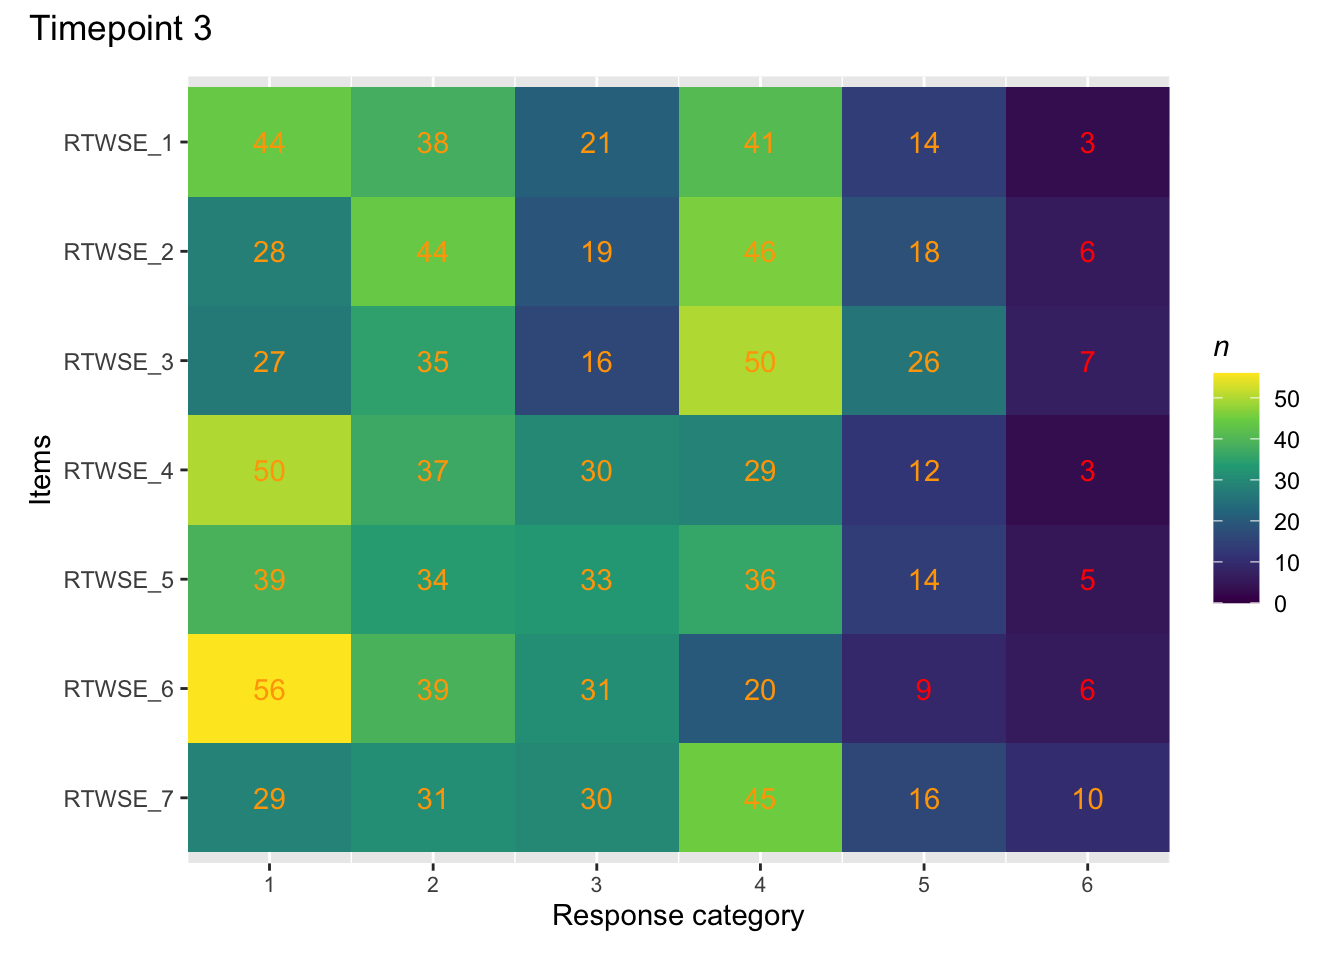 Timepoint 3
RTWSE_1 44 38 21 41 14 3
RTWSE_2 28 44 19 46 18 6
RTWSE_3 27 35 16 50 26 7
RTWSE_4 50 37 30 29 12 3
RTWSE_5 39 34 33 36 14 5
RTWSE_6 56 39 31 20 9 6
RTWSE_7 29 31 30 45 16 10
1 2 3 4 5 6
Response category
Items
n
50
40
30
20
10
0